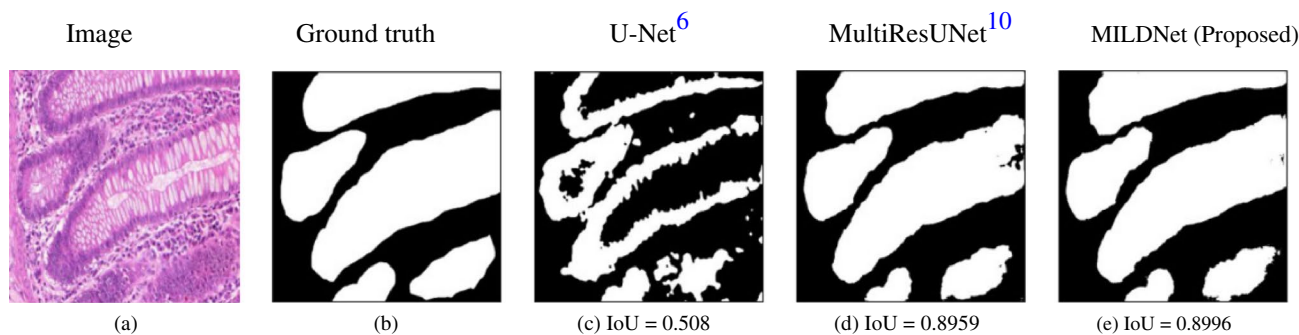 Image Ground truth U-Net6 MultiResUNet10 MILDNet (Proposed)
(a) (b) (c) IoU = 0.508 (d) IoU = 0.8959 (e) IoU = 0.8996